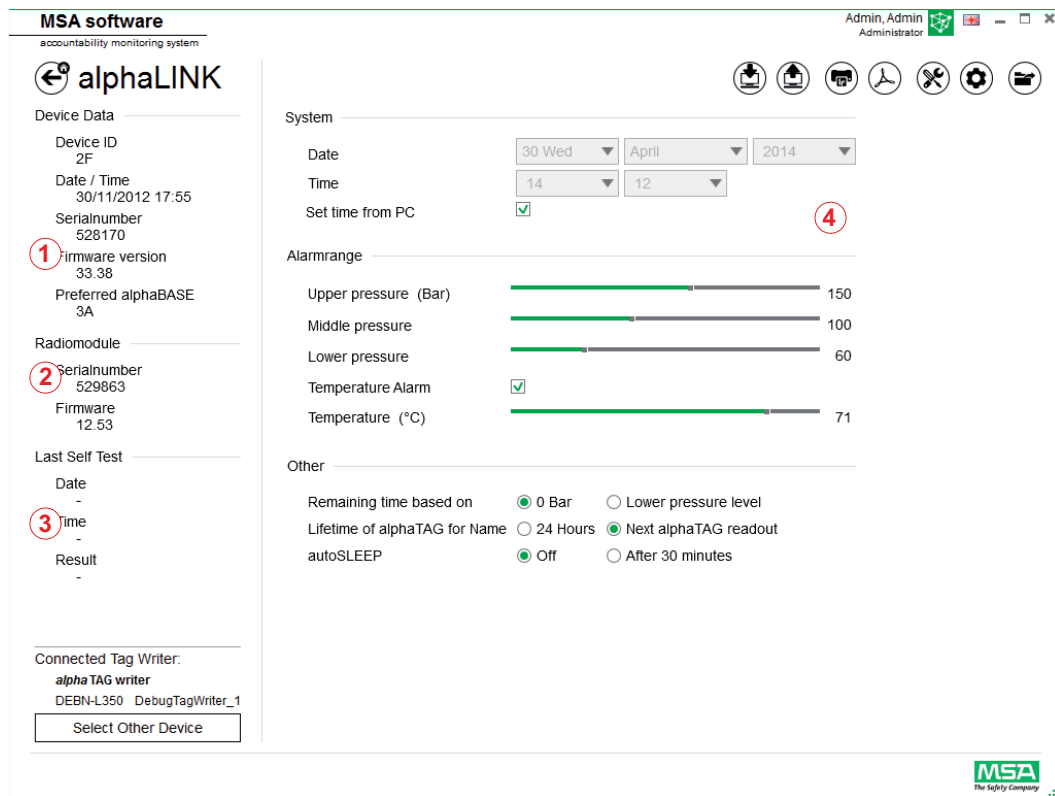 MSA software
accountability monitoring system
Admin, Admin
Administrator
alphaLINK
Device Data
Device ID
2F
Date / Time
30/11/2012 17:55
Serialnumber
528170
1
Firmware version
33.38
Preferred alphaBASE
3A
Radiomodule
2
Serialnumber
529863
Firmware
12.53
Last Self Test
Date
-
3
Time
-
Result
-
Connected Tag Writer:
alpha TAG writer
DEBN-L350 DebugTagWriter_1
Select Other Device
System
Date 30 Wed April 2014
Time 14 12
Set time from PC
4
Alarmrange
Upper pressure (Bar) 150
Middle pressure 100
Lower pressure 60
Temperature Alarm
Temperature (°C) 71
Other
Remaining time based on 0 Bar Lower pressure level
Lifetime of alphaTAG for Name 24 Hours Next alphaTAG readout
autoSLEEP Off After 30 minutes
MSA
The Safety Company